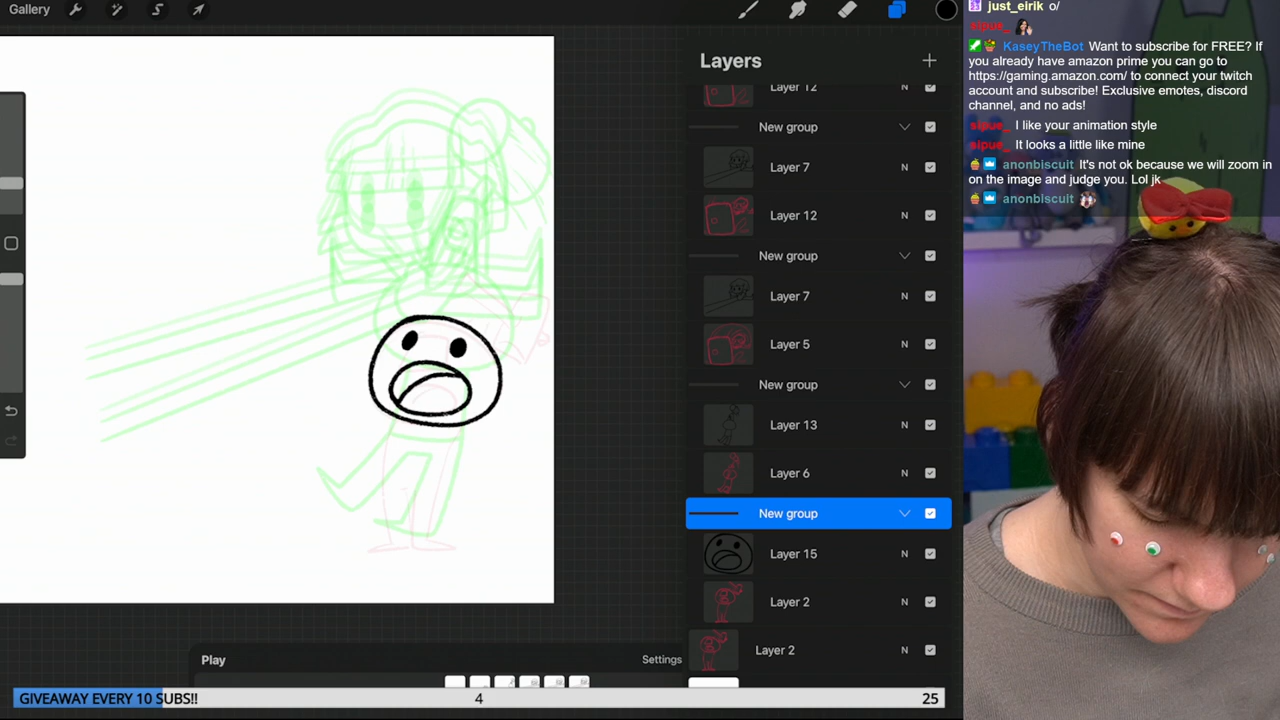 Gallery
Layers
Layer 12 N
New group
Layer 7 N
Layer 12 N
New group
Layer 7 N
Layer 5 N
New group
Layer 13 N
Layer 6 N
New group
Layer 15 N
Layer 2 N
Layer 2 N
Play
Settings
GIVEAWAY EVERY 10 SUBS!! 4 25
just_eirik o/
sipue_
KaseyTheBot Want to subscribe for FREE? If
you already have amazon prime you can go to
https://gaming.amazon.com/ to connect your twitch
account and subscribe! Exclusive emotes, discord
channel, and no ads!
sipue_ I like your animation style
sipue_ It looks a little like mine
anonbiscuit It's not ok because we will zoom in
on the image and judge you. Lol jk
anonbiscuit